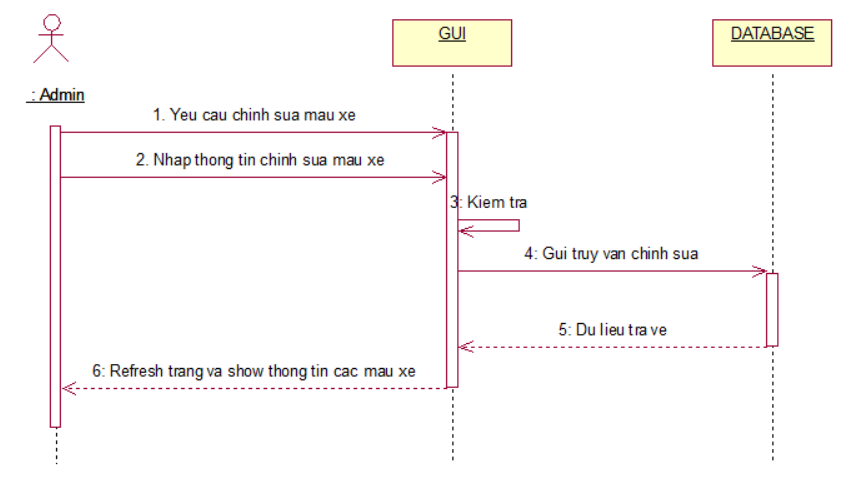 GUI
DATABASE
: Admin
1. Yeu cau chinh sua mau xe
2. Nhap thong tin chinh sua mau xe
3: Kiem tra
4: Gui truy van chinh sua
5: Du lieu tra ve
6: Refresh trang va show thong tin cac mau xe